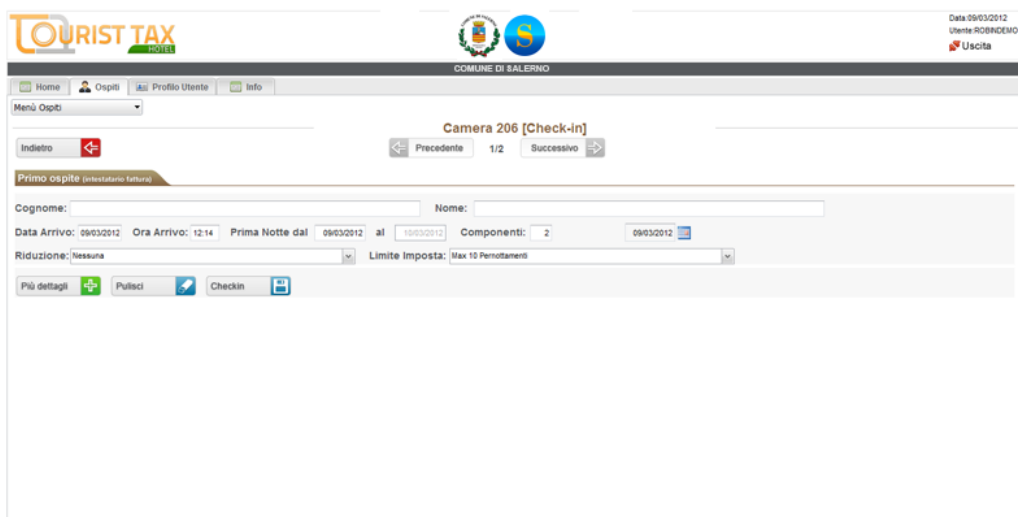 TOURIST TAX
HOTEL
Data:09/03/2012
Utente:ROBINDEMO
Uscita
COMUNE DI SALERNO
Home Ospiti Profilo Utente Info
Menù Ospiti
Camera 206 [Check-in]
Indietro Precedente 1/2 Successivo
Primo ospite (intestatario fattura)
Cognome: Nome:
Data Arrivo: 09/03/2012 Ora Arrivo: 12:14 Prima Notte dal 09/03/2012 al 10/03/2012 Componenti: 2 09/03/2012
Riduzione: Nessuna Limite Imposta: Max 10 Pernottamenti
Più dettagli Pulisci Checkin